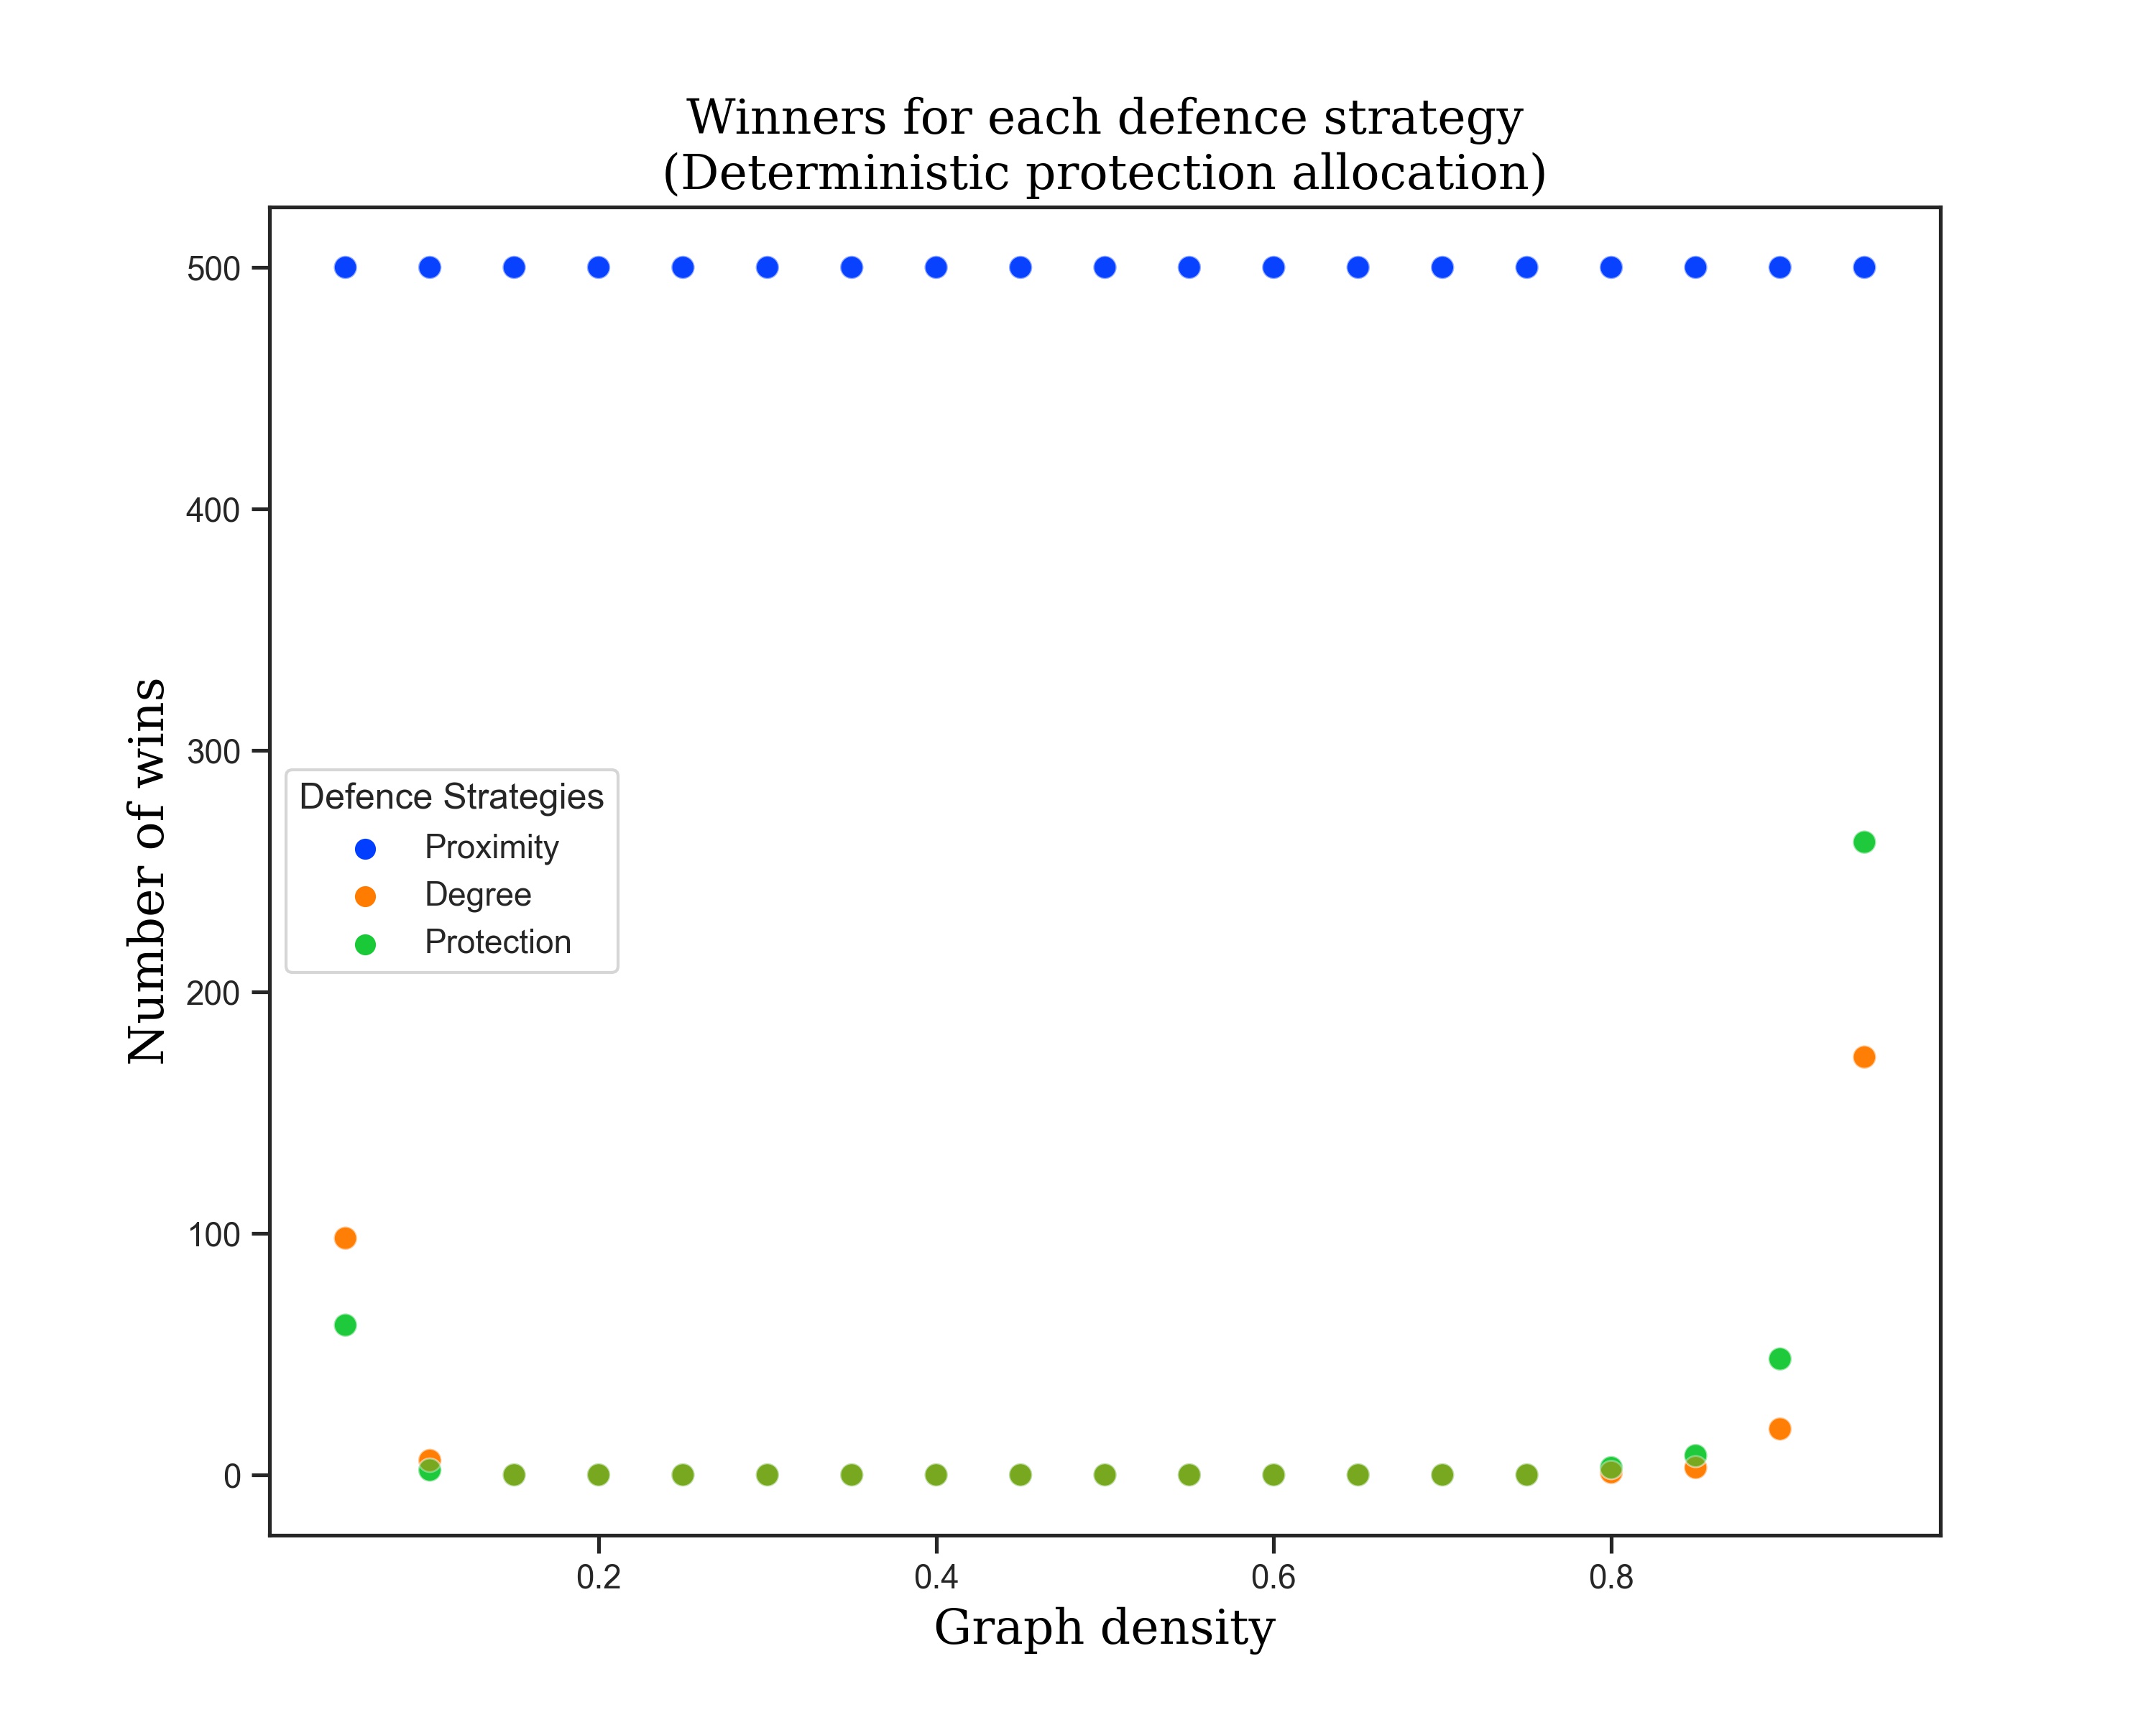 Winners for each defence strategy
(Deterministic protection allocation)
Number of wins
500
400
300
200
100
0
Defence Strategies
Proximity
Degree
Protection
0.2
0.4
0.6
0.8
Graph density